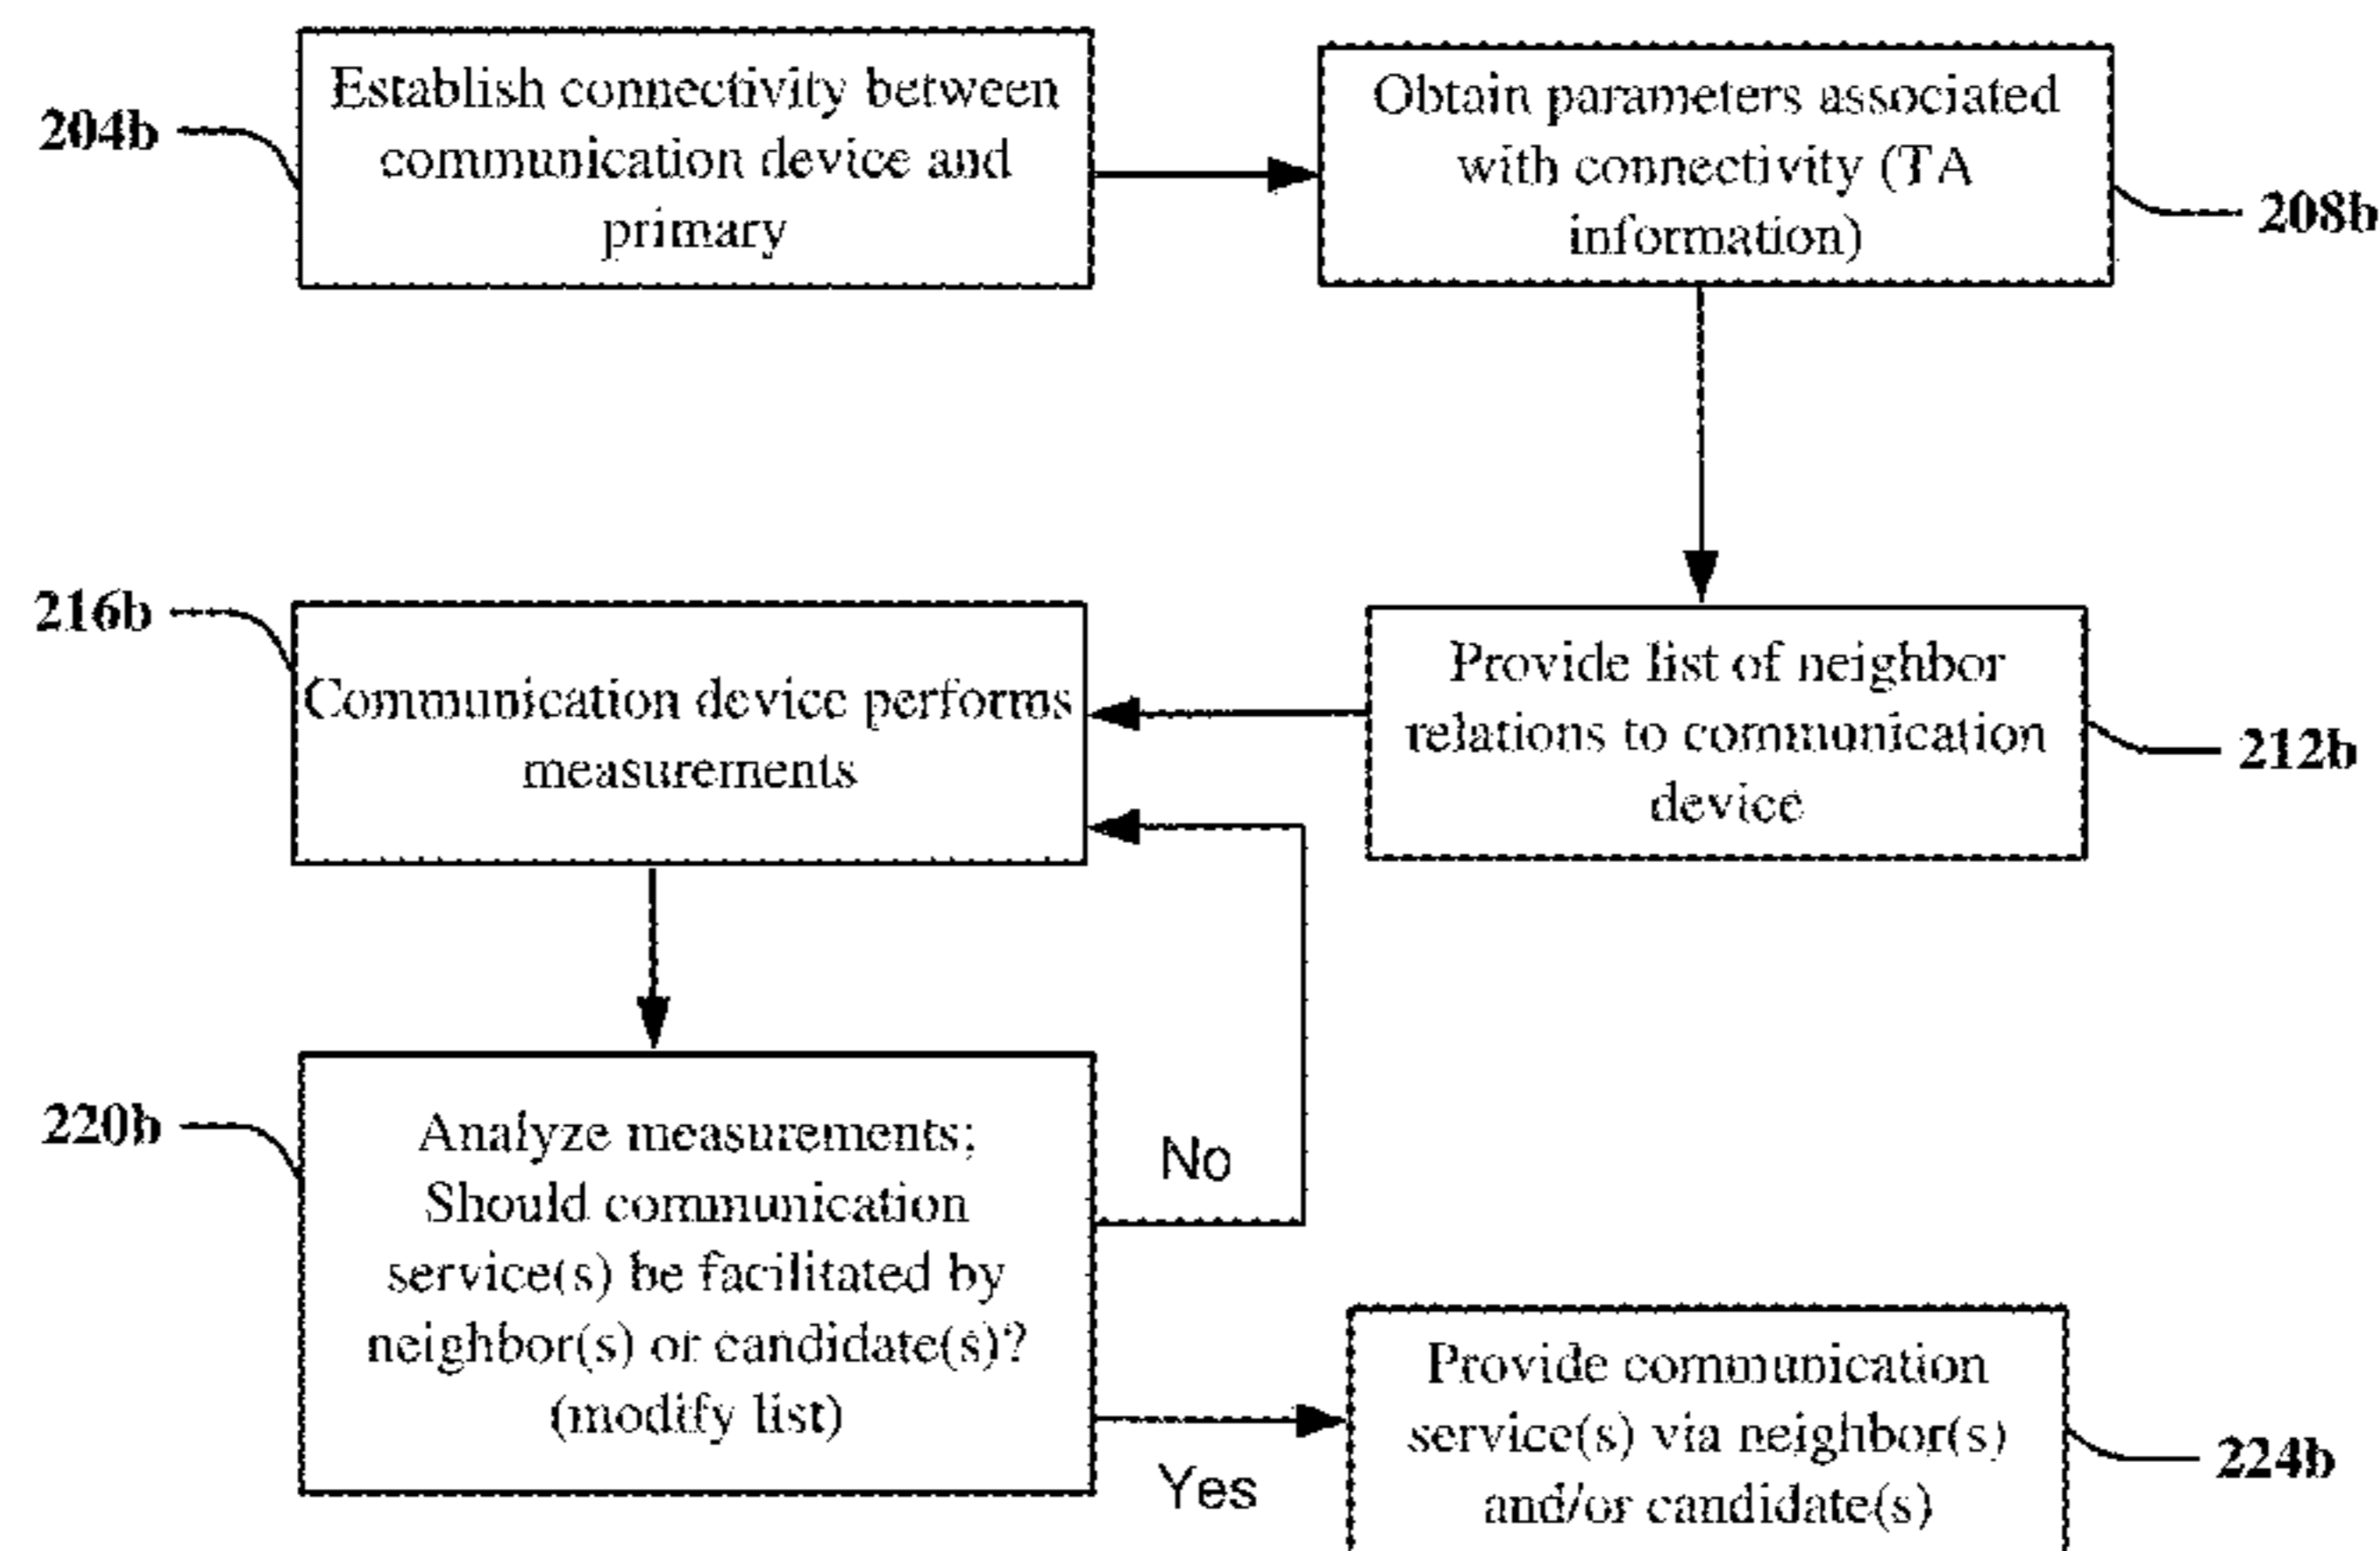 204b
Establish connectivity between
communication device and
primary
Obtain parameters associated
with connectivity (TA
information)
208b
216b
Communication device performs
measurements
Provide list of neighbor
relations to communication
device
212b
220b
Analyze measurements;
Should communication
service(s) be facilitated by
neighbor(s) or candidate(s)?
(modify list)
No
Yes
Provide communication
service(s) via neighbor(s)
and/or candidate(s)
224b